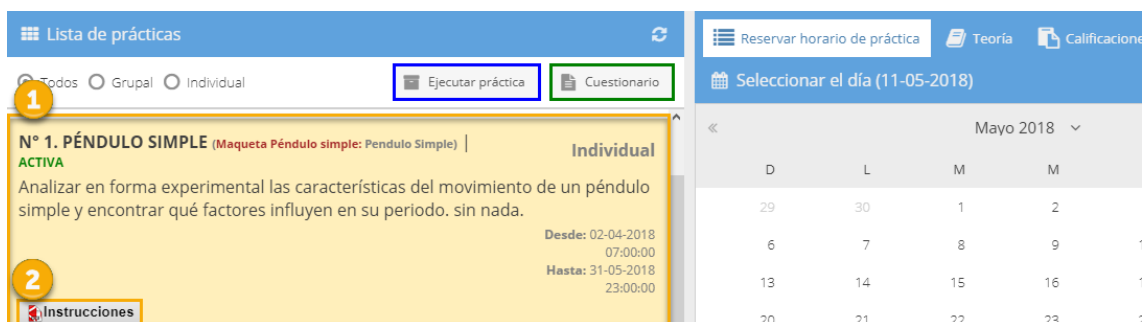 Lista de prácticas
Todos Grupal Individual
Ejecutar práctica
Cuestionario
1
N° 1. PÉNDULO SIMPLE (Maqueta Péndulo simple: Pendulo Simple) |
ACTIVA
Individual
Analizar en forma experimental las características del movimiento de un péndulo
simple y encontrar qué factores influyen en su periodo. sin nada.
Desde: 02-04-2018
07:00:00
Hasta: 31-05-2018
23:00:00
2
Instrucciones
Reservar horario de práctica Teoría
Seleccionar el día (11-05-2018)
« Mayo 2018
D L M M
29 30 1 2
6 7 8 9
13 14 15 16
20 21 22 23